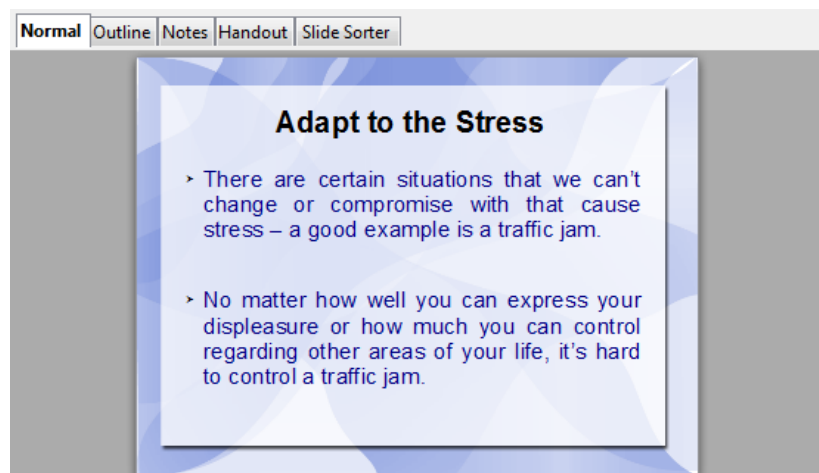 Normal Outline Notes Handout Slide Sorter
Adapt to the Stress
There are certain situations that we can't
change or compromise with that cause
stress – a good example is a traffic jam.
No matter how well you can express your
displeasure or how much you can control
regarding other areas of your life, it's hard
to control a traffic jam.